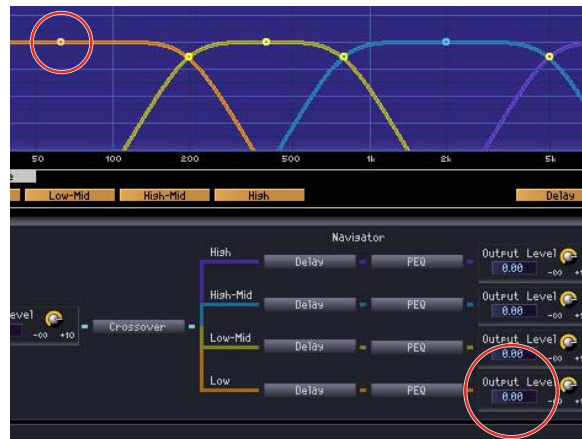 50 100 200 500 1k 2k 5k
Low-Mid High-Mid High Delay
Navigator
High Delay PEQ Output Level 0.00 -∞
High-Mid Delay PEQ Output Level 0.00 -∞
-∞ +10 Crossover
Low-Mid Delay PEQ Output Level 0.00 -∞
Low Delay PEQ Output Level 0.00 -∞